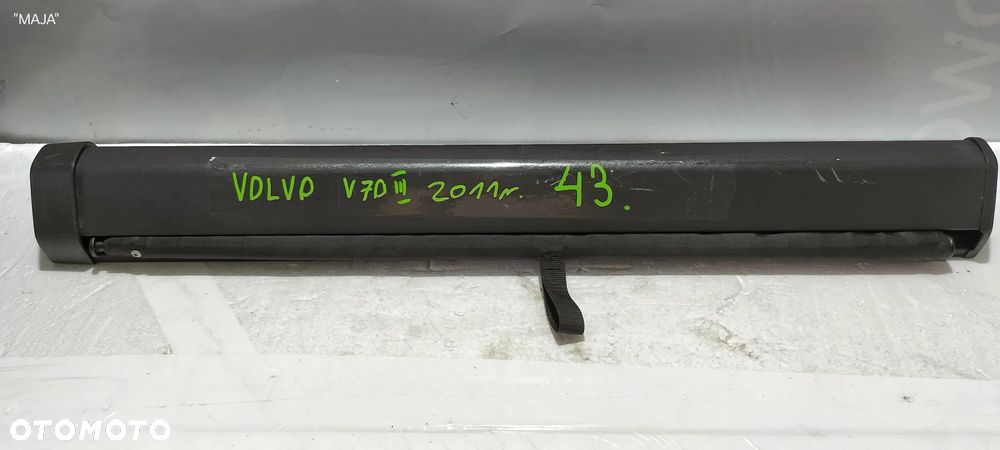 "MAJA"
VOLVO V70 III 2011r. 43.
OTOMOTO